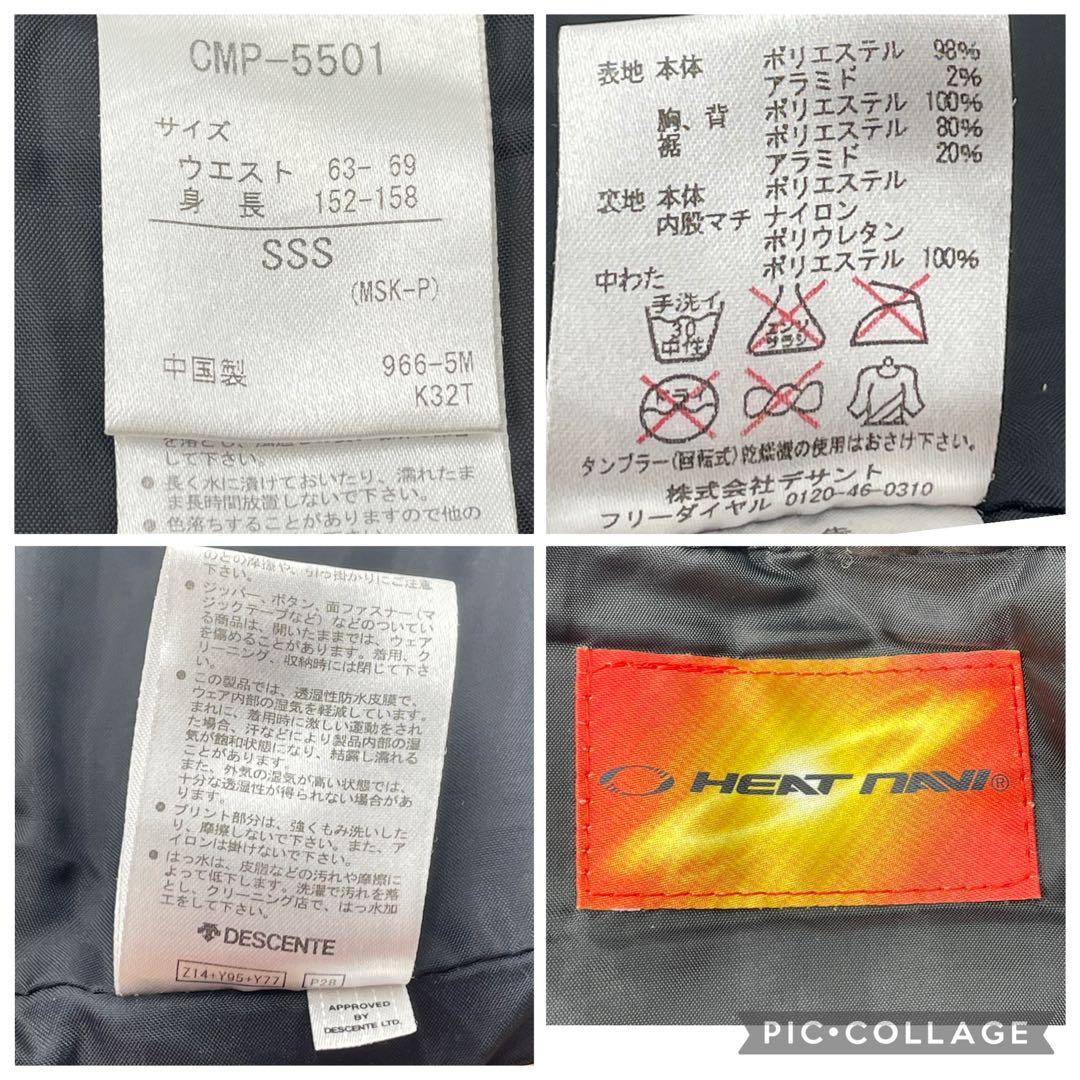 CMP-5501
サイズ
ウエスト 63- 69
身 長 152-158
SSS
(MSK-P)
中国製 966-5M
K32T
して下さい。
● 長く水に漬けておいたり、濡れたまま
ま長時間放置しないで下さい。
● 色落ちすることがありますので他の
表地 本体 ポリエステル 98%
アラミド 2%
胸、背 ポリエステル 100%
裾 ポリエステル 80%
アラミド 20%
裏地 本体 ポリエステル
内股マチ ナイロン
ポリウレタン
中わた ポリエステル 100%
手洗イ
30
中性
エンソ
サラシ
ドライ
タンブラー(回転式)乾燥機の使用はおさけ下さい。
株式会社デサント
フリーダイヤル 0120-46-0310
のとの摩擦や、引っ掛かりにご注意
下さい。
● ジッパー、ボタン、面ファスナー(マ
ジックテープなど)などのついてい
る商品は、開いたままでは、ウェア
を傷めることがあります。着用、ク
リーニング、収納時には閉じて下さ
い。
● この製品では、透湿性防水皮膜で、
ウェア内部の湿気を軽減しています。
まれに、着用時に激しい運動をされ
た場合、汗などにより製品内部の湿
気が飽和状態になり、結露し濡れる
ことがあります。
また、外気の湿気が高い状態では、
十分な透湿性が得られない場合があ
ります。
● プリント部分は、強くもみ洗いした
り、摩擦しないで下さい。また、ア
イロンは掛けないで下さい。
● はっ水は、皮脂などの汚れや摩擦に
よって低下します。洗濯で汚れを落
とし、クリーニング店で、はっ水加
工をして下さい。
DESCENTE
Z14+Y95+Y77 P28
APPROVED
BY
DESCENTE LTD.
HEAT NAVI®
PIC•COLLAGE